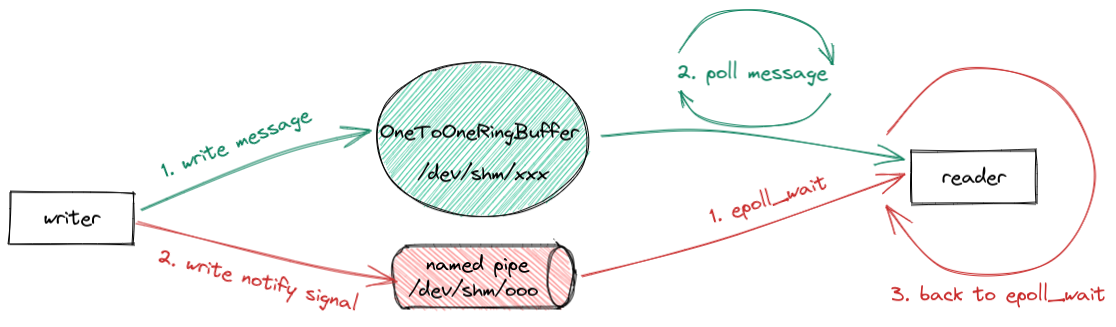 2. poll message
1. write message
OneToOneRingBuffer
/dev/shm/xxx
reader
1. epoll_wait
writer
2. write notify signal
named pipe
/dev/shm/ooo
3. back to epoll_wait